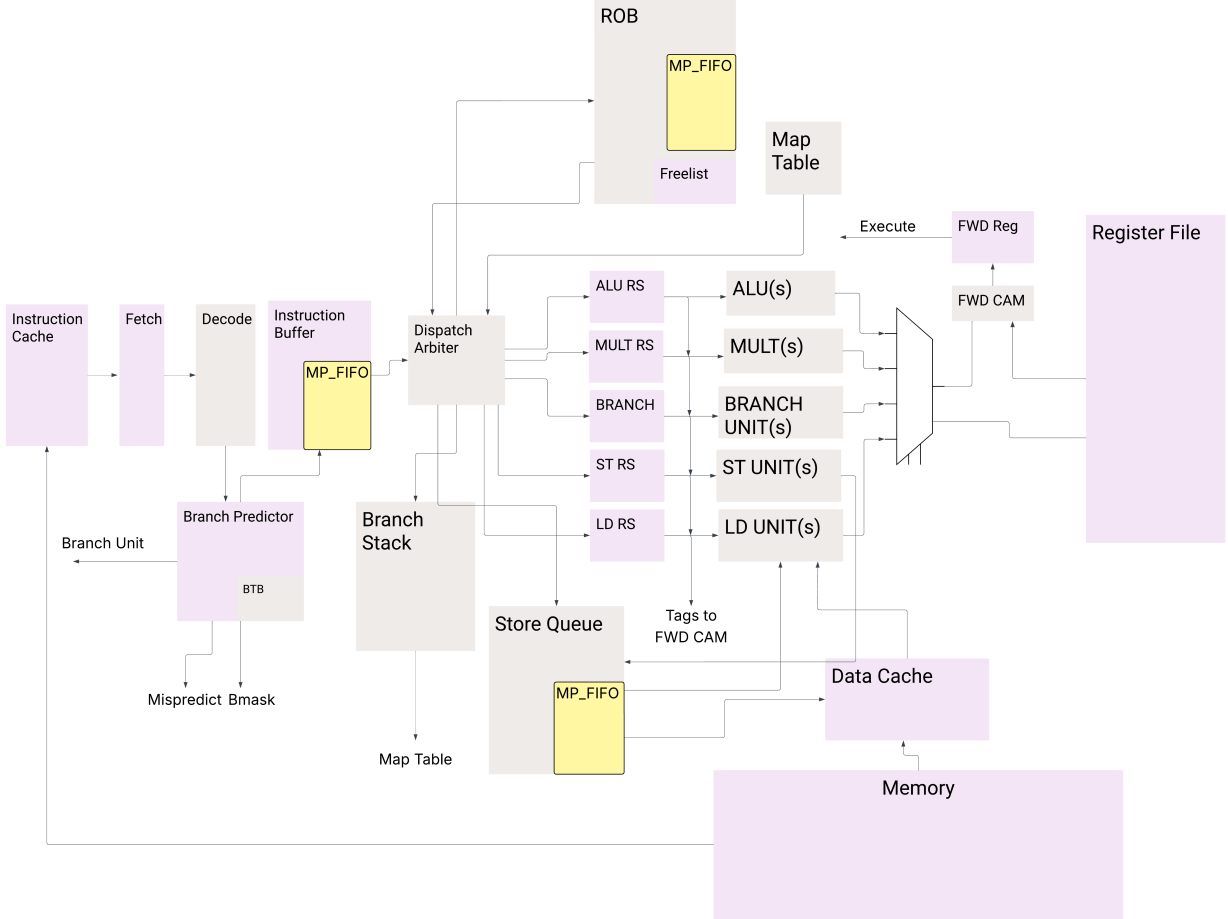 ROB
MP_FIFO
Freelist
Map
Table
Execute
FWD Reg
Register File
FWD CAM
Instruction
Cache
Fetch
Decode
Instruction
Buffer
MP_FIFO
Dispatch
Arbiter
ALU RS
ALU(s)
MULT RS
MULT(s)
BRANCH
BRANCH
UNIT(s)
ST RS
ST UNIT(s)
LD RS
LD UNIT(s)
Branch Predictor
Branch Unit
BTB
Mispredict
Bmask
Branch
Stack
Map Table
Store Queue
MP_FIFO
Tags to
FWD CAM
Data Cache
Memory